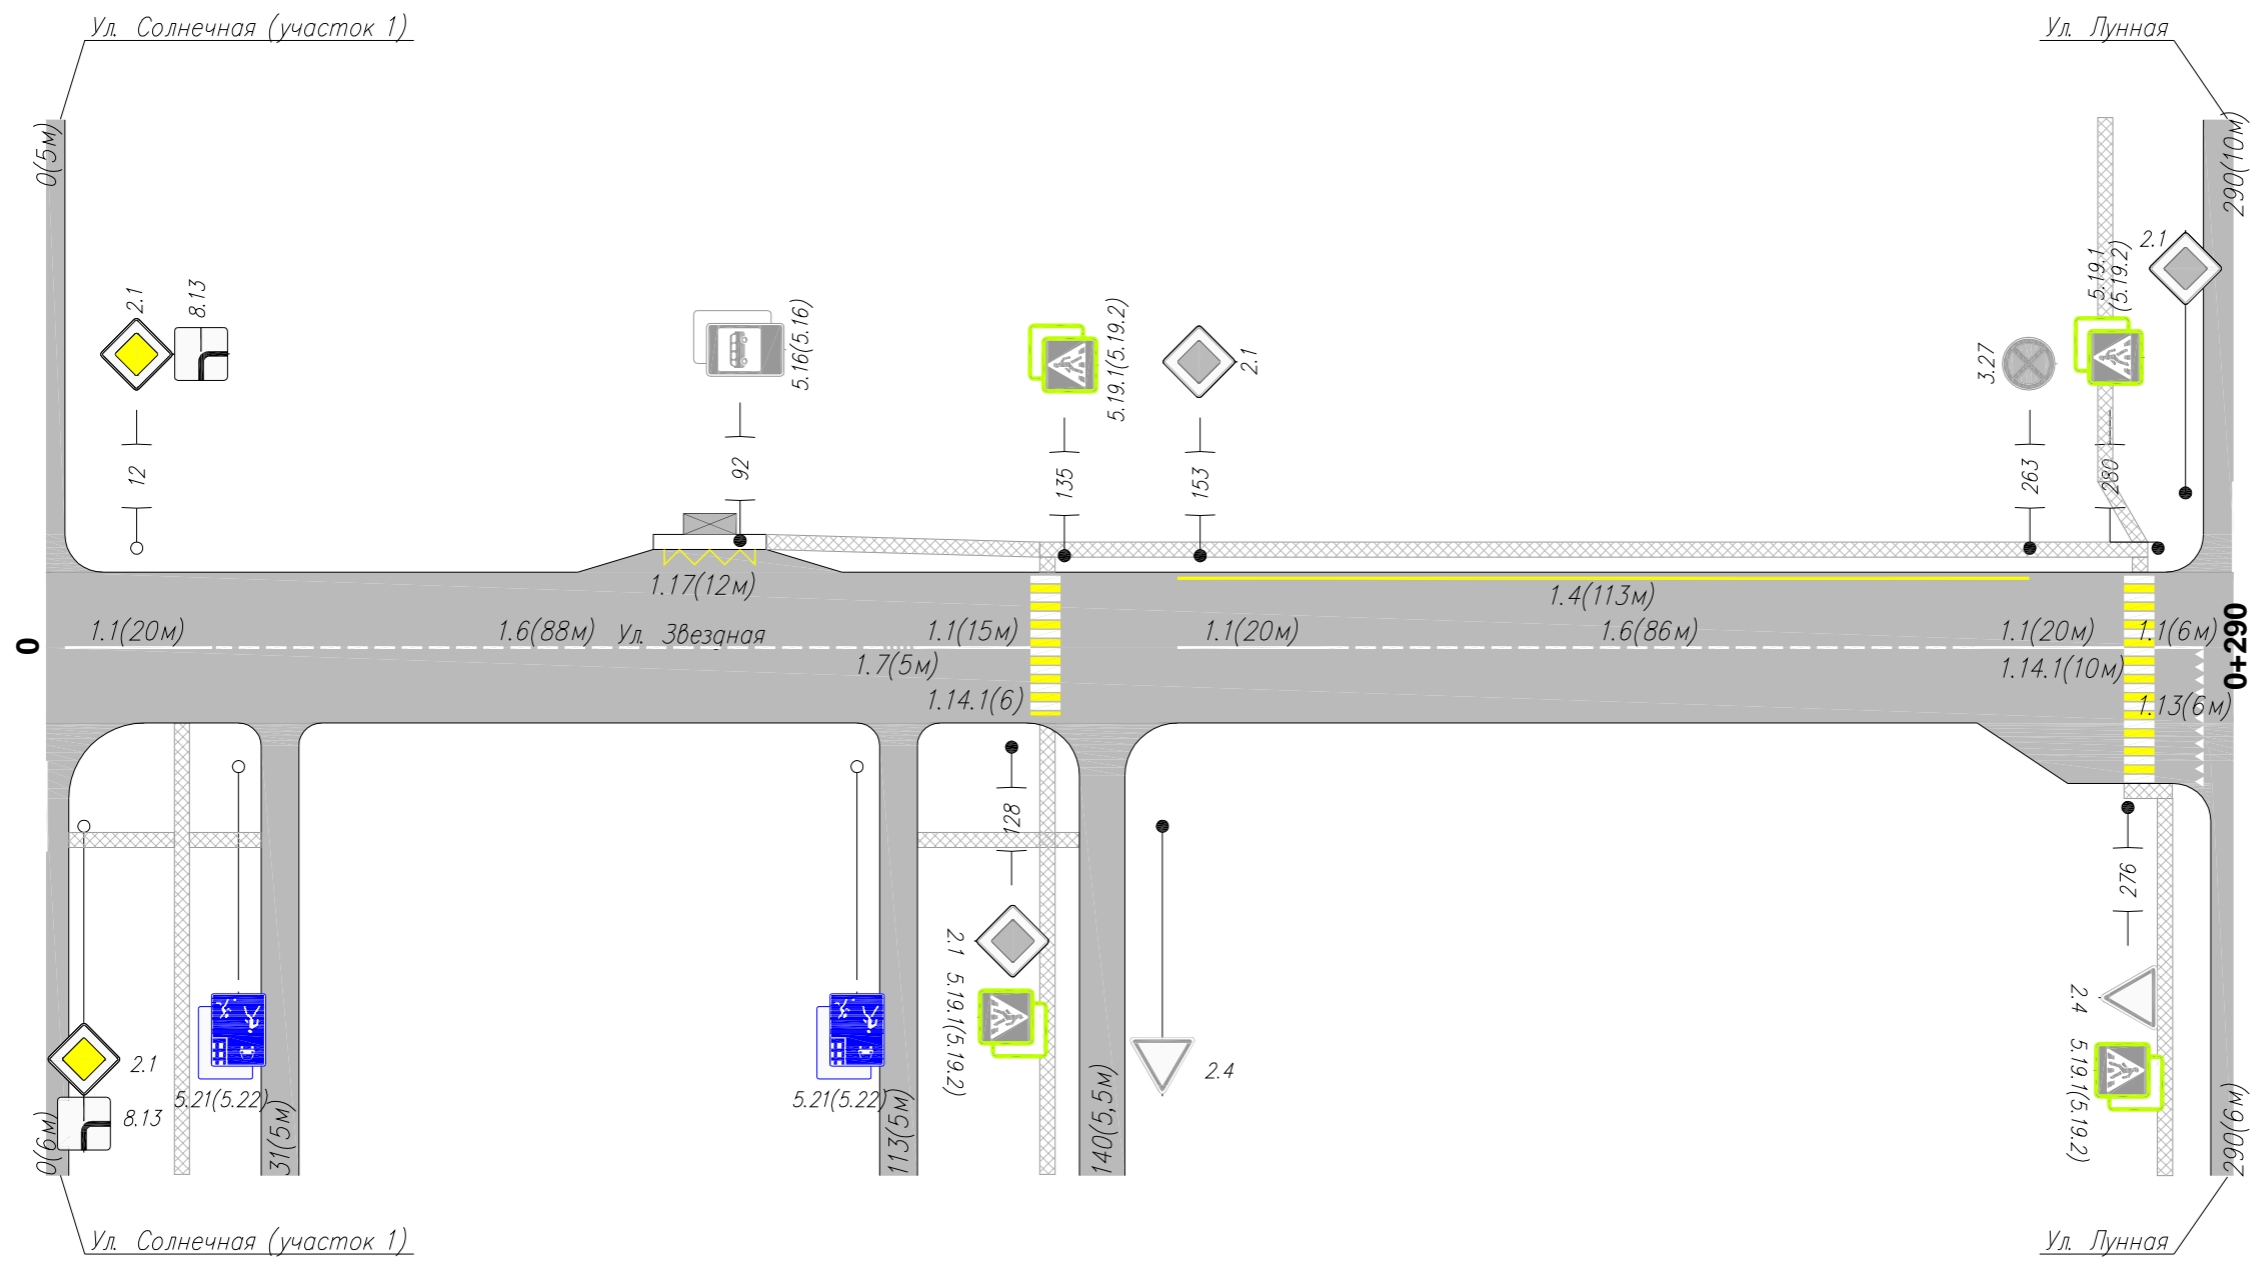 Ул. Солнечная (участок 1)
Ул. Лунная
0(5м)
290(10м)
2.1
8.13
5.16(5.16)
5.19.1(5.19.2)
2.1
3.27
5.19.1
(5.19.2)
2.1
12
92
135
153
263
280
1.17(12м)
1.4(113м)
0
1.1(20м)
1.6(88м)
Ул. Звездная
1.1(15м)
1.1(20м)
1.6(86м)
1.1(20м)
1.1(6м)
0+290
1.7(5м)
1.14.1(10м)
1.14.1(6)
1.13(6м)
128
276
2.1
5.19.1(5.19.2)
2.4
2.4
5.19.1(5.19.2)
2.1
8.13
5.21(5.22)
5.21(5.22)
0(6м)
31(5м)
113(5м)
140(5,5м)
290(6м)
Ул. Солнечная (участок 1)
Ул. Лунная